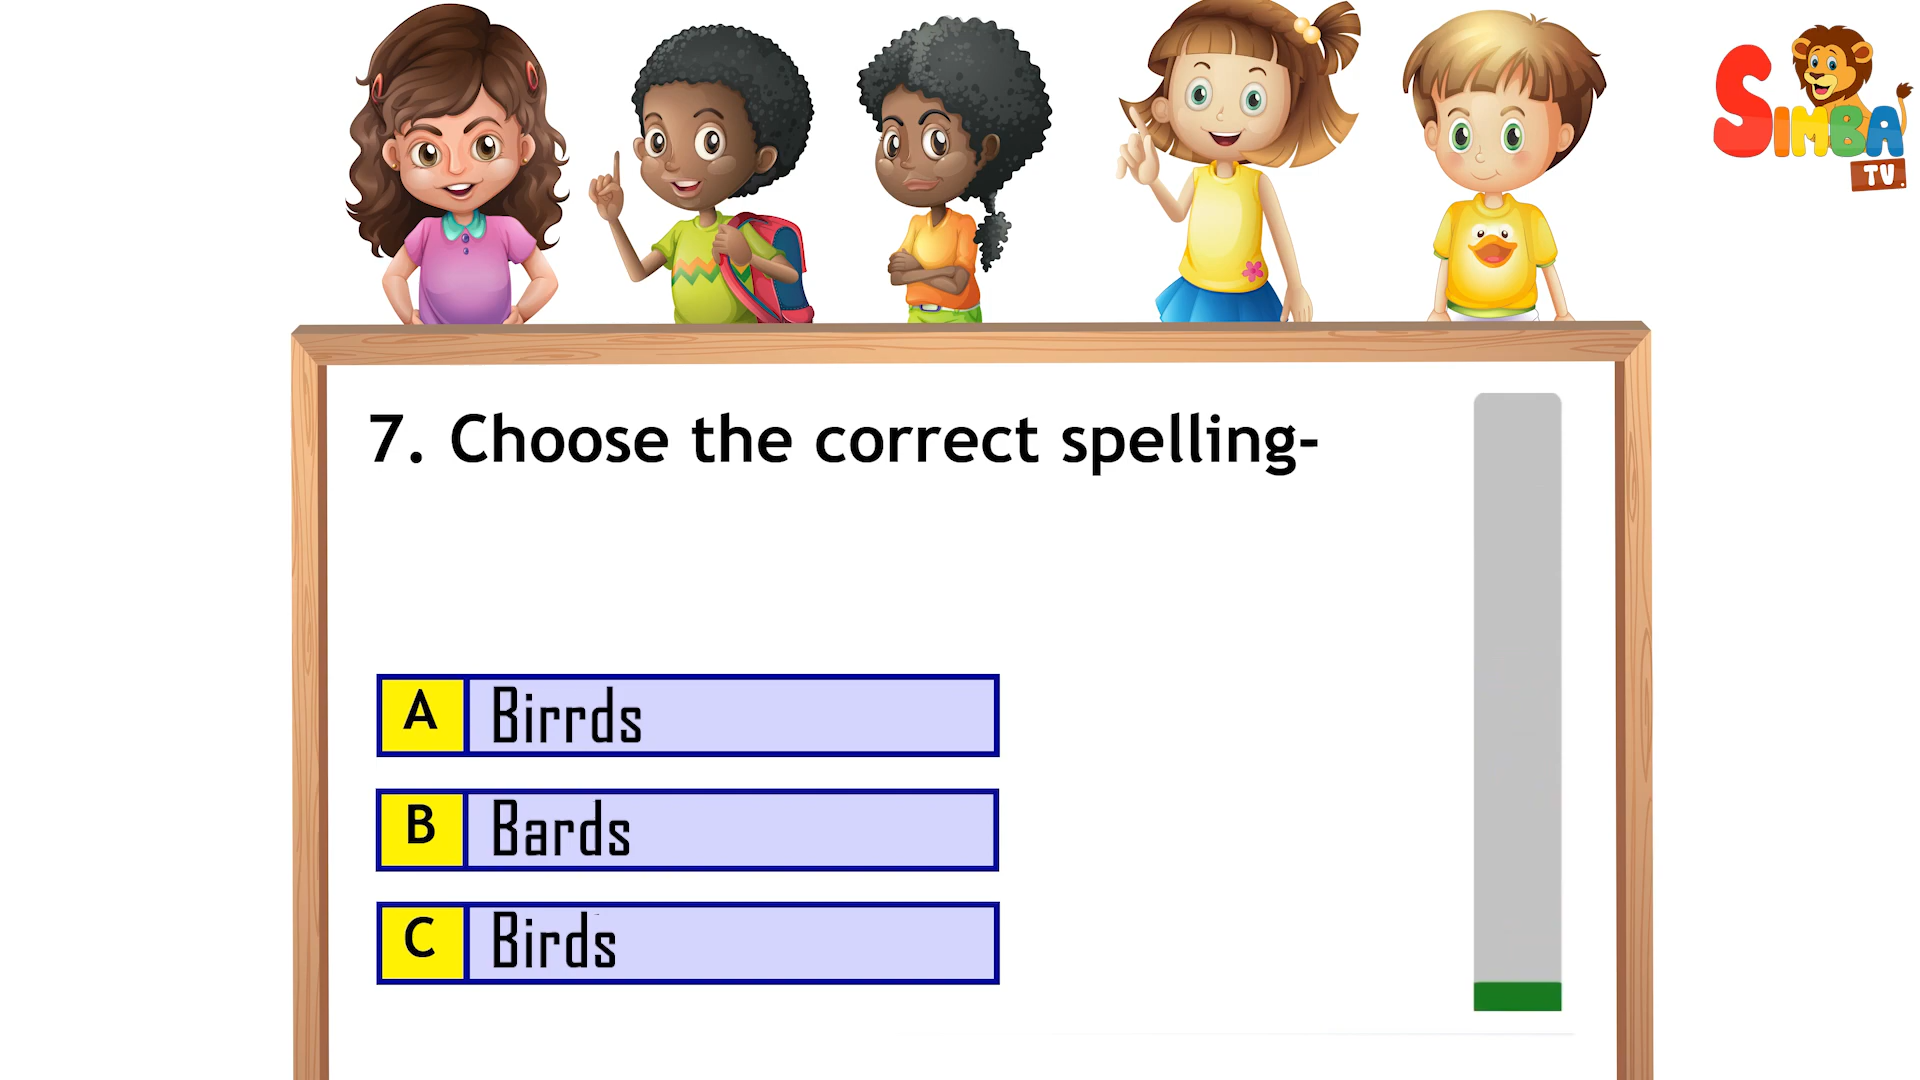 SIMBA
TV
7. Choose the correct spelling-
A Birrds
B Bards
C Birds